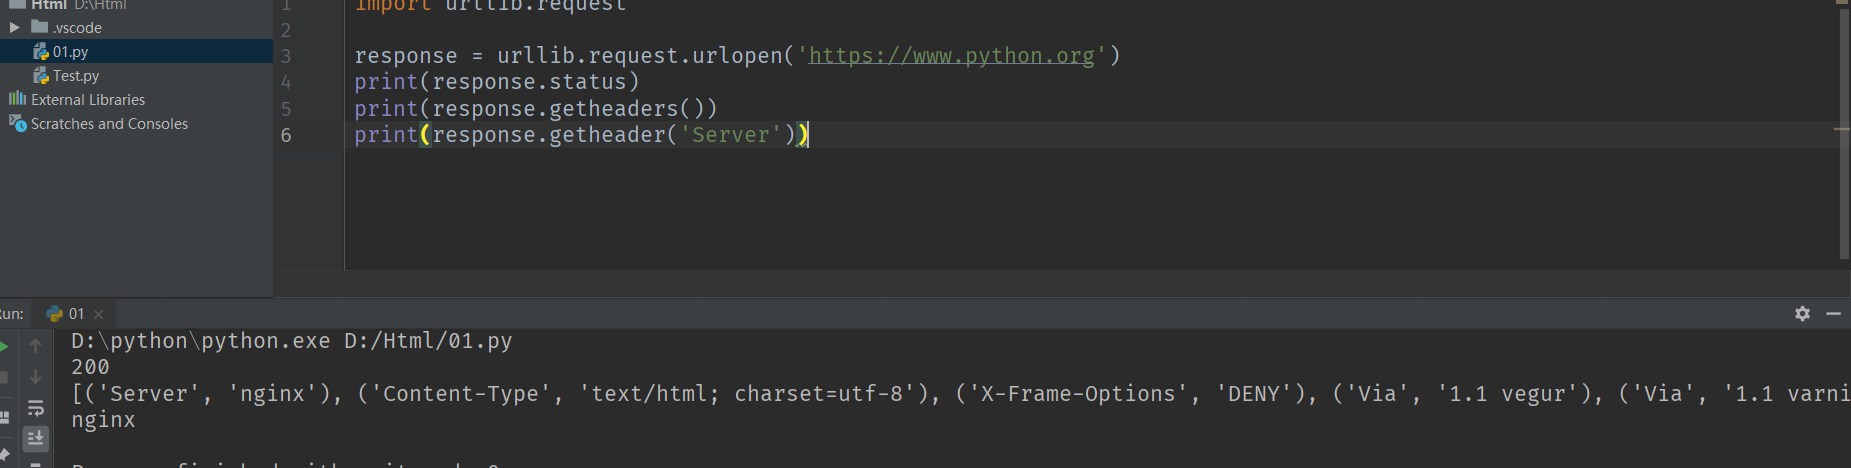 Html D:\Html
.vscode
01.py
Test.py
External Libraries
Scratches and Consoles
1 import urllib.request
2
3 response = urllib.request.urlopen('https://www.python.org')
4 print(response.status)
5 print(response.getheaders())
6 print(response.getheader('Server'))
Run: 01
D:\python\python.exe D:/Html/01.py
200
[('Server', 'nginx'), ('Content-Type', 'text/html; charset=utf-8'), ('X-Frame-Options', 'DENY'), ('Via', '1.1 vegur'), ('Via', '1.1 varni
nginx